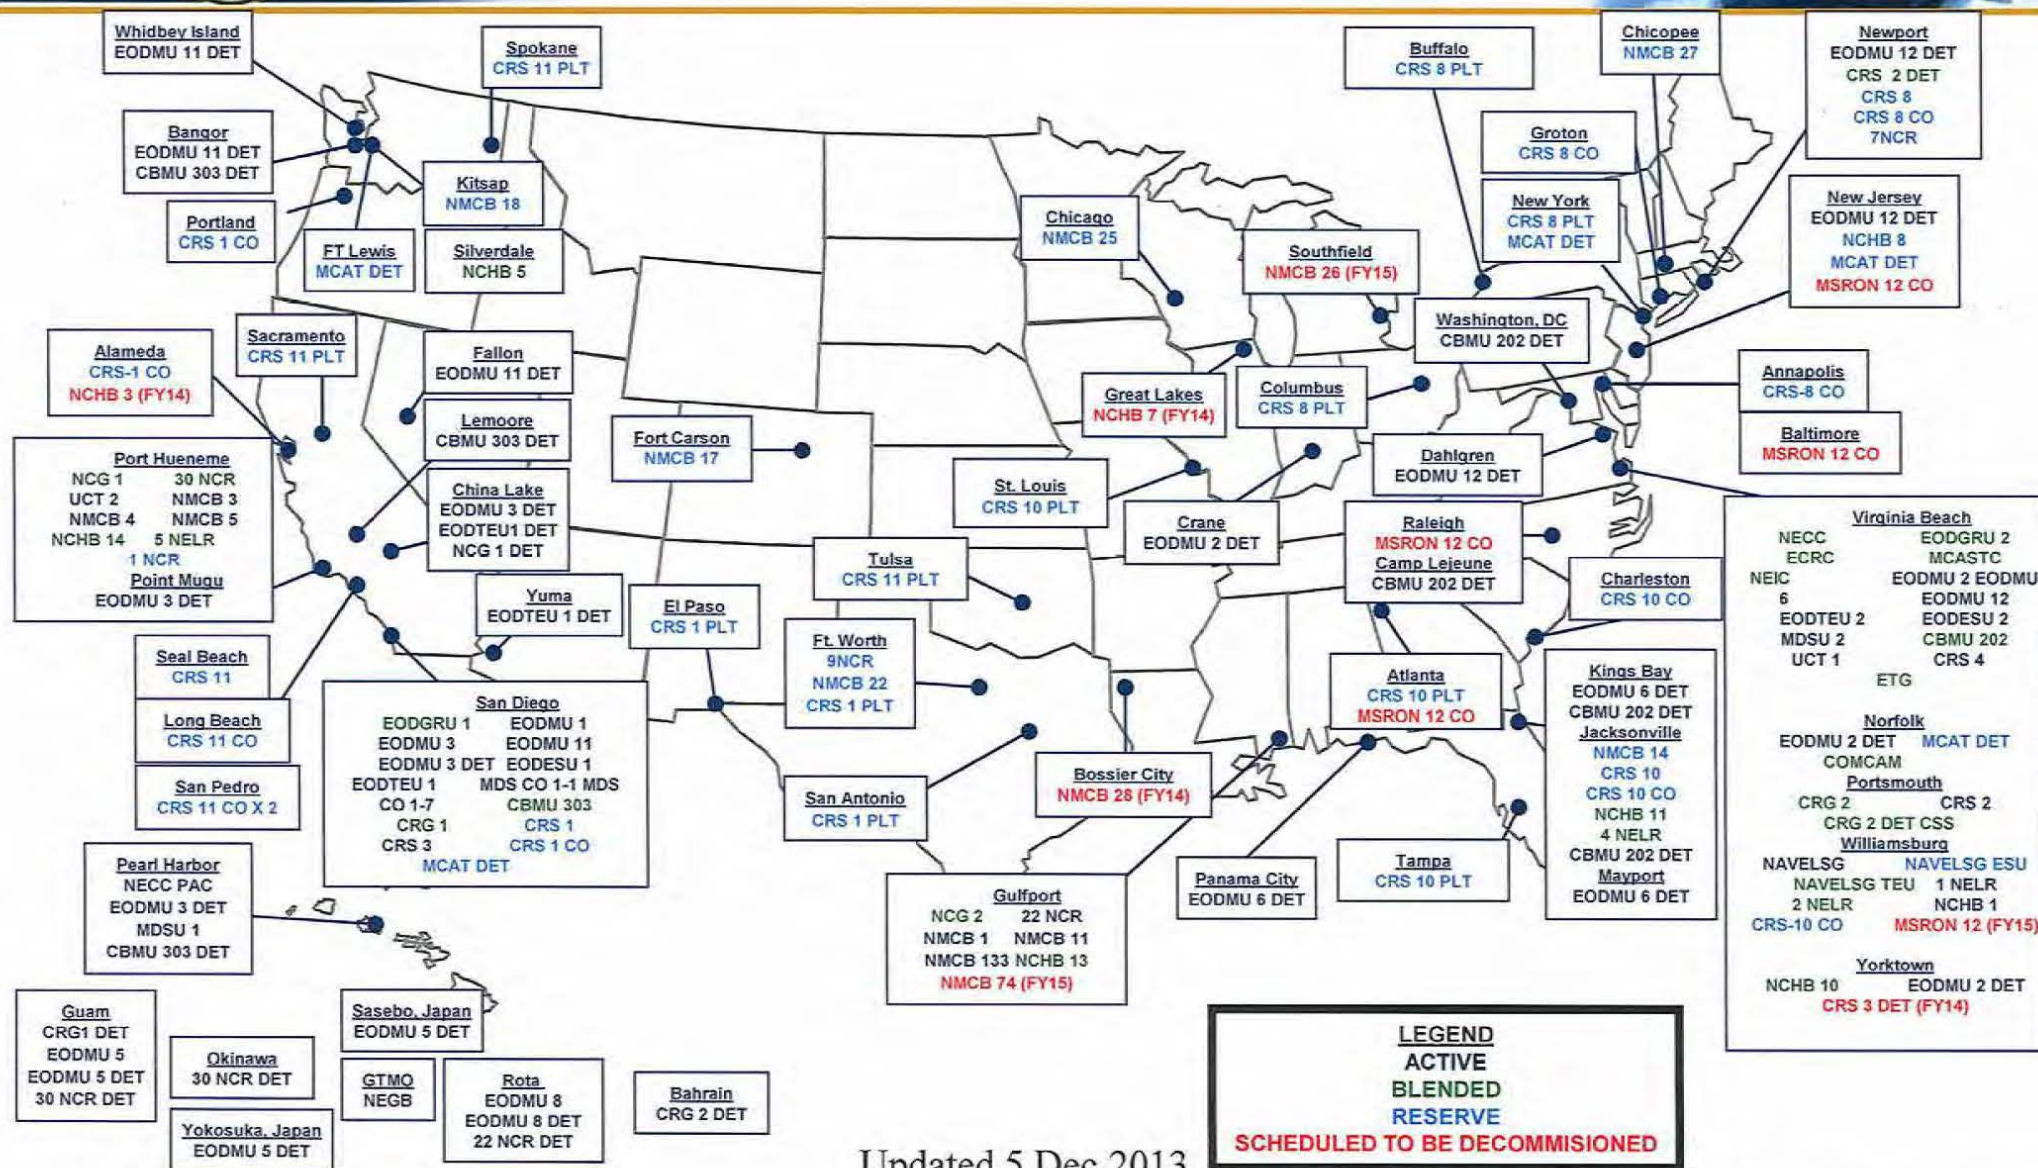 Whidbey Island
EODMU 11 DET
Spokane
CRS 11 PLT
Buffalo
CRS 8 PLT
Chicopee
NMCB 27
Newport
EODMU 12 DET
CRS 2 DET
CRS 8
CRS 8 CO
7NCR
Bangor
EODMU 11 DET
CBMU 303 DET
Kitsap
NMCB 18
Groton
CRS 8 CO
Portland
CRS 1 CO
FT Lewis
MCAT DET
Silverdale
NCHB 5
Chicago
NMCB 25
Southfield
NMCB 26 (FY15)
New York
CRS 8 PLT
MCAT DET
New Jersey
EODMU 12 DET
NCHB 8
MCAT DET
MSRON 12 CO
Washington, DC
CBMU 202 DET
Alameda
CRS-1 CO
NCHB 3 (FY14)
Sacramento
CRS 11 PLT
Fallon
EODMU 11 DET
Lemoore
CBMU 303 DET
Fort Carson
NMCB 17
Great Lakes
NCHB 7 (FY14)
Columbus
CRS 8 PLT
Annapolis
CRS-8 CO
Baltimore
MSRON 12 CO
Port Hueneme
NCG 1 30 NCR
UCT 2 NMCB 3
NMCB 4 NMCB 5
NCHB 14 5 NELR
1 NCR
Point Mugu
EODMU 3 DET
China Lake
EODMU 3 DET
EODTEU1 DET
NCG 1 DET
St. Louis
CRS 10 PLT
Crane
EODMU 2 DET
Dahlgren
EODMU 12 DET
Raleigh
MSRON 12 CO
Camp Lejeune
CBMU 202 DET
Charleston
CRS 10 CO
Virginia Beach
NECC EODGRU 2
ECRC MCASTC
NEIC EODMU 2 EODMU
6 EODMU 12
EODTEU 2 EODESU 2
MDSU 2 CBMU 202
UCT 1 CRS 4
ETG
Norfolk
EODMU 2 DET MCAT DET
COMCAM
Portsmouth
CRG 2 CRS 2
CRG 2 DET CSS
Williamsburg
NAVELSG NAVELSG ESU
NAVELSG TEU 1 NELR
2 NELR NCHB 1
CRS-10 CO MSRON 12 (FY15)
Yorktown
NCHB 10 EODMU 2 DET
CRS 3 DET (FY14)
Tulsa
CRS 11 PLT
Yuma
EODTEU 1 DET
El Paso
CRS 1 PLT
Ft. Worth
9NCR
NMCB 22
CRS 1 PLT
Seal Beach
CRS 11
Long Beach
CRS 11 CO
San Pedro
CRS 11 CO X 2
San Diego
EODGRU 1 EODMU 1
EODMU 3 EODMU 11
EODMU 3 DET EODESU 1
EODTEU 1 MDS CO 1-1 MDS
CO 1-7 CBMU 303
CRG 1 CRS 1
CRS 3 CRS 1 CO
MCAT DET
San Antonio
CRS 1 PLT
Bossier City
NMCB 28 (FY14)
Atlanta
CRS 10 PLT
MSRON 12 CO
Kings Bay
EODMU 6 DET
CBMU 202 DET
Jacksonville
NMCB 14
CRS 10
CRS 10 CO
NCHB 11
4 NELR
CBMU 202 DET
Mayport
EODMU 6 DET
Pearl Harbor
NECC PAC
EODMU 3 DET
MDSU 1
CBMU 303 DET
Gulfport
NCG 2 22 NCR
NMCB 1 NMCB 11
NMCB 133 NCHB 13
NMCB 74 (FY15)
Panama City
EODMU 6 DET
Tampa
CRS 10 PLT
Guam
CRG1 DET
EODMU 5
EODMU 5 DET
30 NCR DET
Okinawa
30 NCR DET
Yokosuka, Japan
EODMU 5 DET
Sasebo, Japan
EODMU 5 DET
GTMO
NEGB
Rota
EODMU 8
EODMU 8 DET
22 NCR DET
Bahrain
CRG 2 DET
LEGEND
ACTIVE
BLENDED
RESERVE
SCHEDULED TO BE DECOMMISIONED
Updated 5 Dec 2013